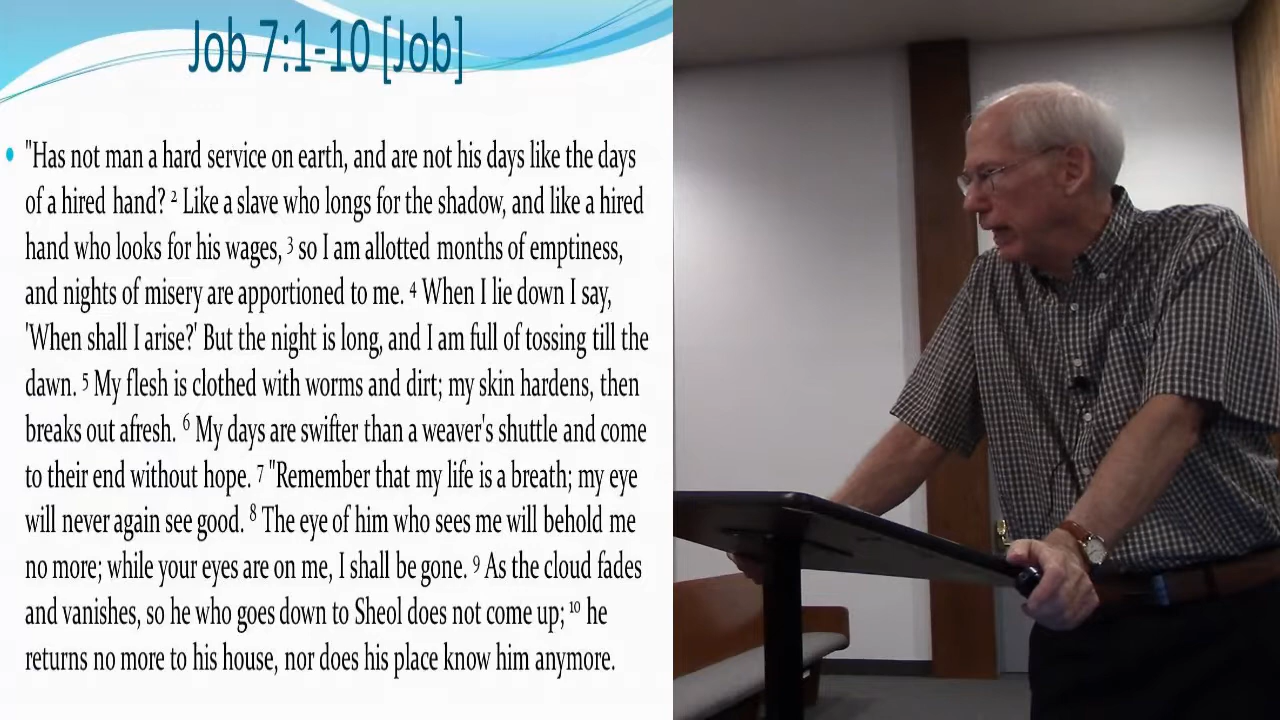 Job 7:1-10 [Job]
"Has not man a hard service on earth, and are not his days like the days
of a hired hand? ² Like a slave who longs for the shadow, and like a hired
hand who looks for his wages, ³ so I am allotted months of emptiness,
and nights of misery are apportioned to me. ⁴ When I lie down I say,
'When shall I arise?' But the night is long, and I am full of tossing till the
dawn. ⁵ My flesh is clothed with worms and dirt; my skin hardens, then
breaks out afresh. ⁶ My days are swifter than a weaver's shuttle and come
to their end without hope. ⁷ "Remember that my life is a breath; my eye
will never again see good. ⁸ The eye of him who sees me will behold me
no more; while your eyes are on me, I shall be gone. ⁹ As the cloud fades
and vanishes, so he who goes down to Sheol does not come up; ¹⁰ he
returns no more to his house, nor does his place know him anymore.